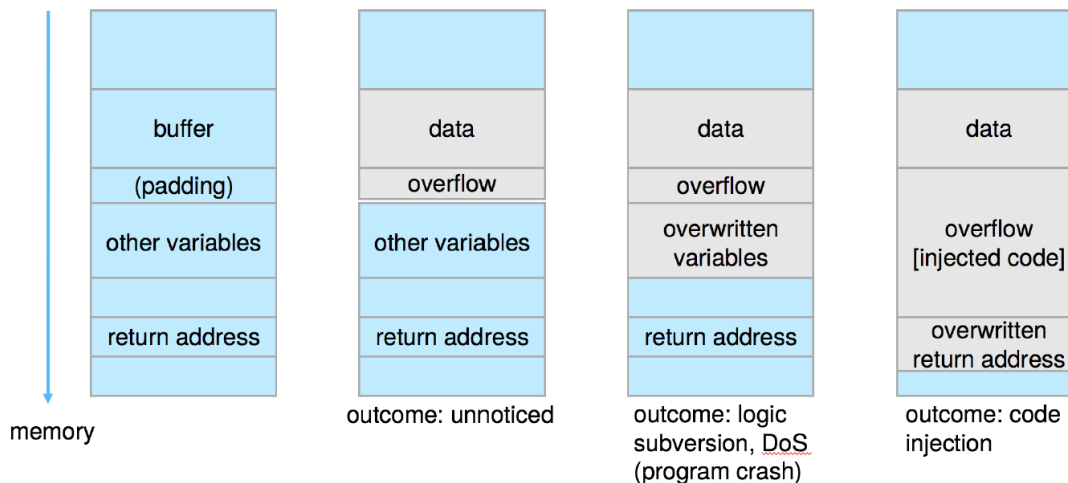 buffer
(padding)
other variables
return address
memory
data
overflow
other variables
return address
outcome: unnoticed
data
overflow
overwritten
variables
return address
outcome: logic
subversion, DoS
(program crash)
data
overflow
[injected code]
overwritten
return address
outcome: code
injection